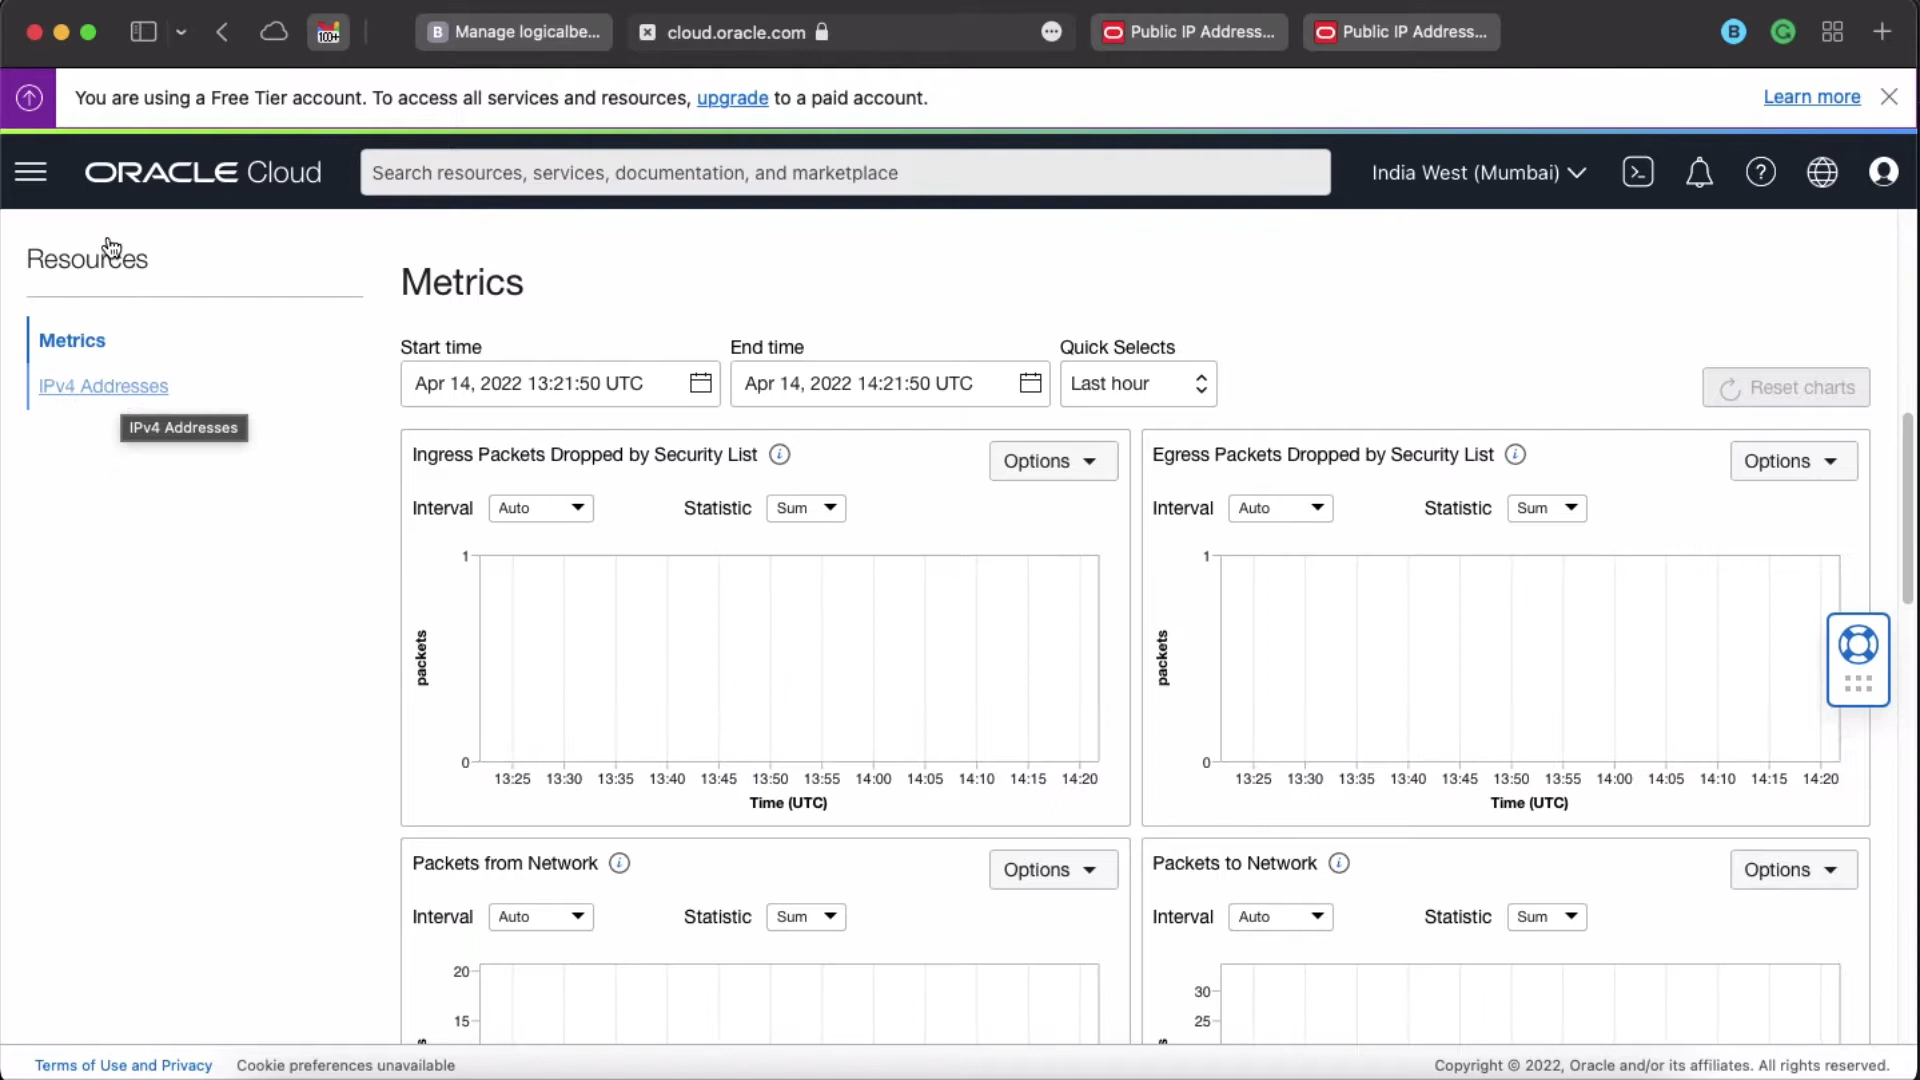 100+
B Manage logicalbe...
cloud.oracle.com
Public IP Address...
Public IP Address...
B
You are using a Free Tier account. To access all services and resources, upgrade to a paid account.
Learn more
ORACLE Cloud
Search resources, services, documentation, and marketplace
India West (Mumbai)
Resources
Metrics
IPv4 Addresses
IPv4 Addresses
Metrics
Start time
End time
Quick Selects
Apr 14, 2022 13:21:50 UTC
Apr 14, 2022 14:21:50 UTC
Last hour
Reset charts
Ingress Packets Dropped by Security List
Options
Interval Auto Statistic Sum
1
packets
0
13:25 13:30 13:35 13:40 13:45 13:50 13:55 14:00 14:05 14:10 14:15 14:20
Time (UTC)
Egress Packets Dropped by Security List
Options
Interval Auto Statistic Sum
1
packets
0
13:25 13:30 13:35 13:40 13:45 13:50 13:55 14:00 14:05 14:10 14:15 14:20
Time (UTC)
Packets from Network
Options
Interval Auto Statistic Sum
20
15
Packets to Network
Options
Interval Auto Statistic Sum
30
25
Terms of Use and Privacy
Cookie preferences unavailable
Copyright © 2022, Oracle and/or its affiliates. All rights reserved.